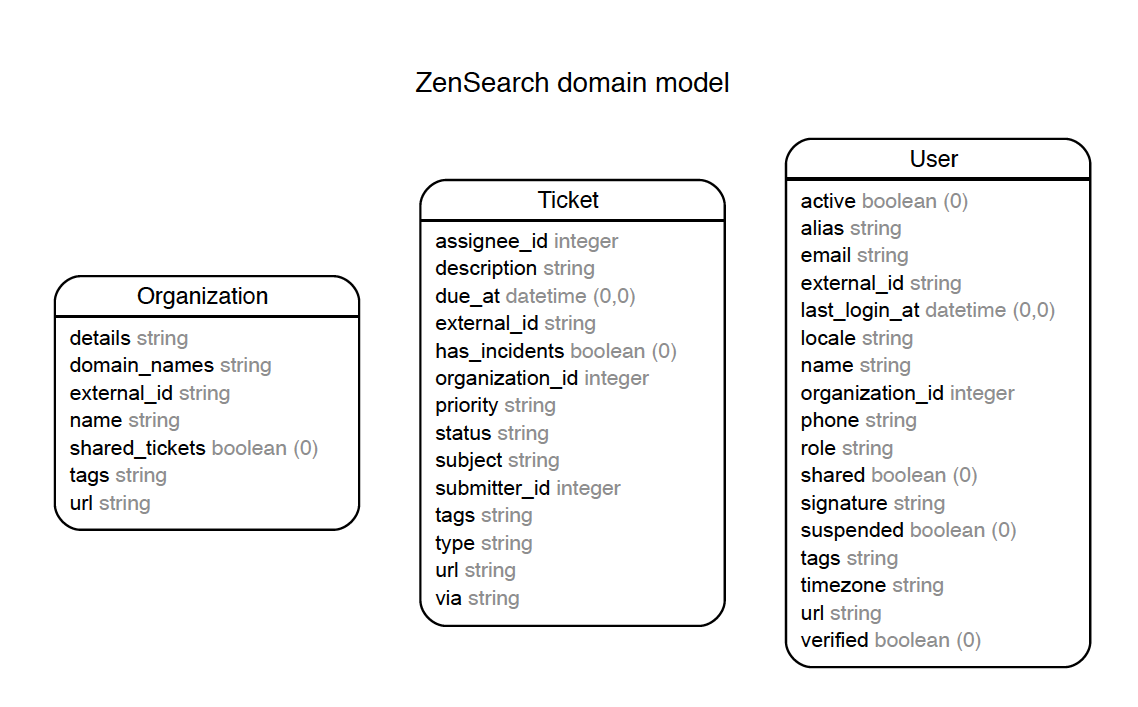 ZenSearch domain model
Organization
details string
domain_names string
external_id string
name string
shared_tickets boolean (0)
tags string
url string
Ticket
assignee_id integer
description string
due_at datetime (0,0)
external_id string
has_incidents boolean (0)
organization_id integer
priority string
status string
subject string
submitter_id integer
tags string
type string
url string
via string
User
active boolean (0)
alias string
email string
external_id string
last_login_at datetime (0,0)
locale string
name string
organization_id integer
phone string
role string
shared boolean (0)
signature string
suspended boolean (0)
tags string
timezone string
url string
verified boolean (0)